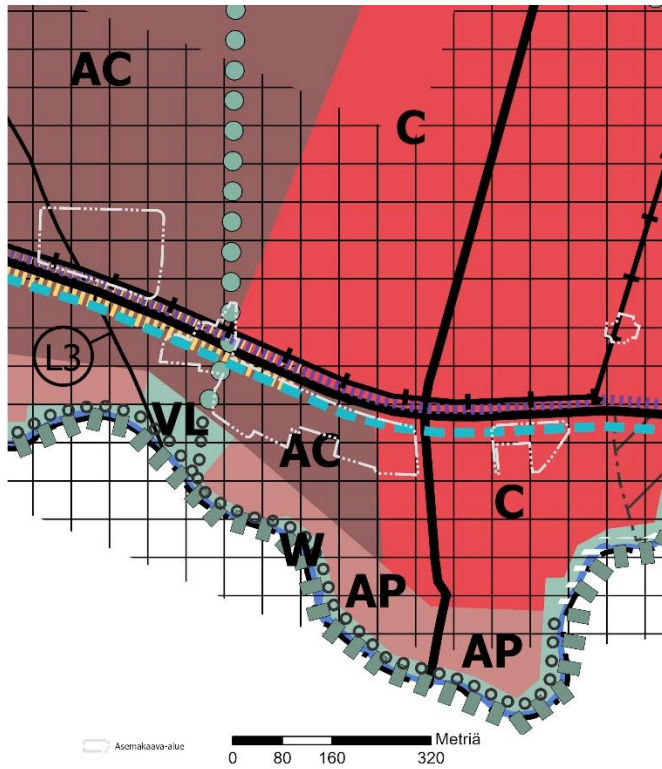 AC
C
L3
VL
AC
C
W
AP
AP
Asemakaava-alue
Metriä
0 80 160 320